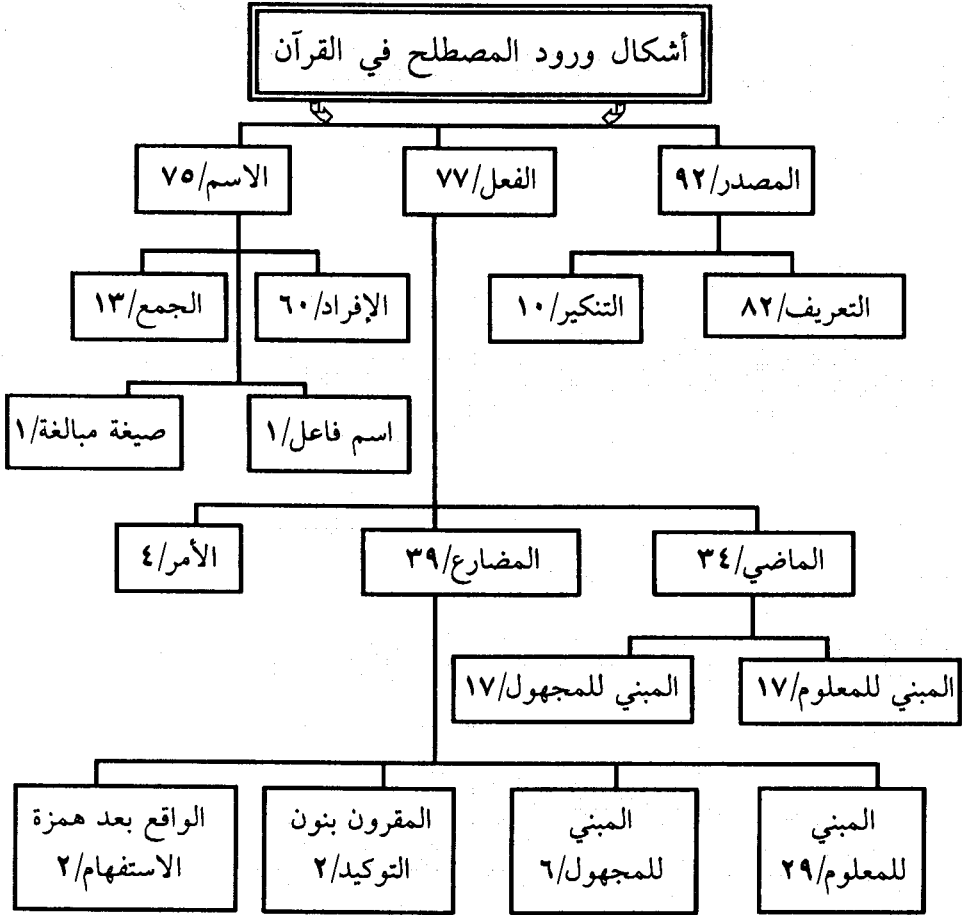 أشكال ورود المصطلح في القرآن
المصدر/٩٢
الفعل/٧٧
الاسم/٧٥
التعريف/٨٢
التنكير/١٠
الإفراد/٦٠
الجمع/١٣
اسم فاعل/١
صيغة مبالغة/١
الماضي/٣٤
المضارع/٣٩
الأمر/٤
المبني للمعلوم/١٧
المبني للمجهول/١٧
المبني
للمعلوم/٢٩
المبني
للمجهول/٦
المقرون بنون
التوكيد/٢
الواقع بعد همزة
الاستفهام/٢